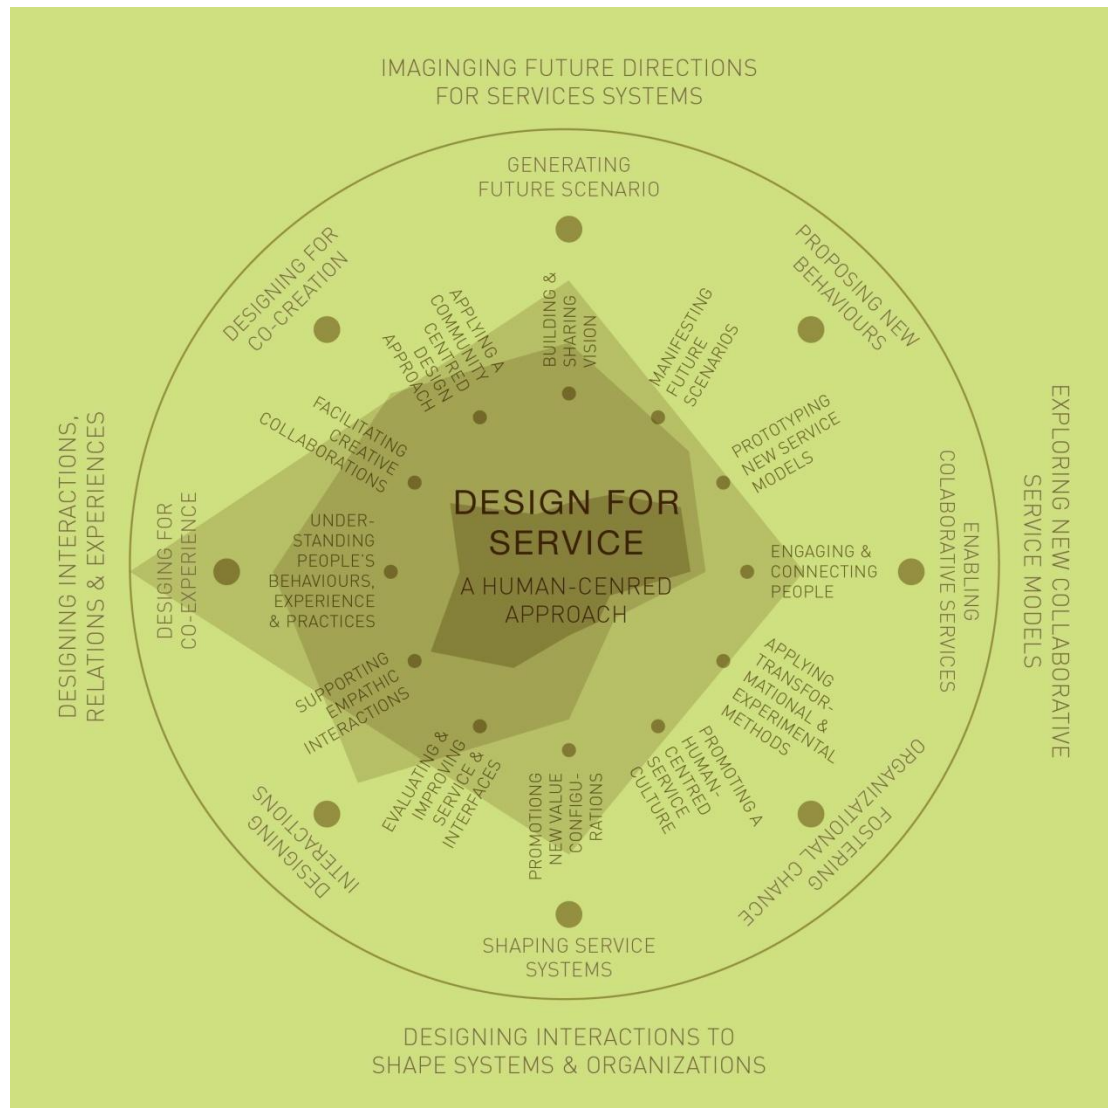 IMAGINGING FUTURE DIRECTIONS
FOR SERVICES SYSTEMS
GENERATING
FUTURE SCENARIO
PROPOSING NEW
BEHAVIOURS
EXPLORING NEW COLLABORATIVE
SERVICE MODELS
ENABLING
COLABORATIVE SERVICES
FOSTERING
ORGANIZATIONAL CHANCE
SHAPING SERVICE
SYSTEMS
DESIGNING INTERACTIONS TO
SHAPE SYSTEMS & ORGANIZATIONS
DESIGNING
INTERACTIONS
DESIGING FOR
CO-EXPERIENCE
DESIGNING INTERACTIONS,
RELATIONS & EXPERIENCES
DESIGNING FOR
CO-CREATION
BUILDING &
SHARING
VISION
MANIFESTING
FUTURE
SCENARIOS
PROTOTYPING
NEW SERVICE
MODELS
ENGAGING &
CONNECTING
PEOPLE
APPLYING
TRANSFOR-
MATIONAL &
EXPERIMENTAL
METHODS
PROMOTING A
HUMAN-
CENTRED
SERVICE
CULTURE
PROMOTIONG
NEW VALUE
CONFIGU-
RATIONS
EVALUATING &
IMPROVING
SERVICE &
INTERFACES
SUPPORTING
EMPATHIC
INTERACTIONS
UNDER-
STANDING
PEOPLE'S
BEHAVIOURS,
EXPERIENCE
& PRACTICES
FACILITATING
CREATIVE
COLLABORATIONS
APPLYING A
COMMUNITY
CENTRED
DESIGN
APPROACH
DESIGN FOR
SERVICE
A HUMAN-CENRED
APPROACH